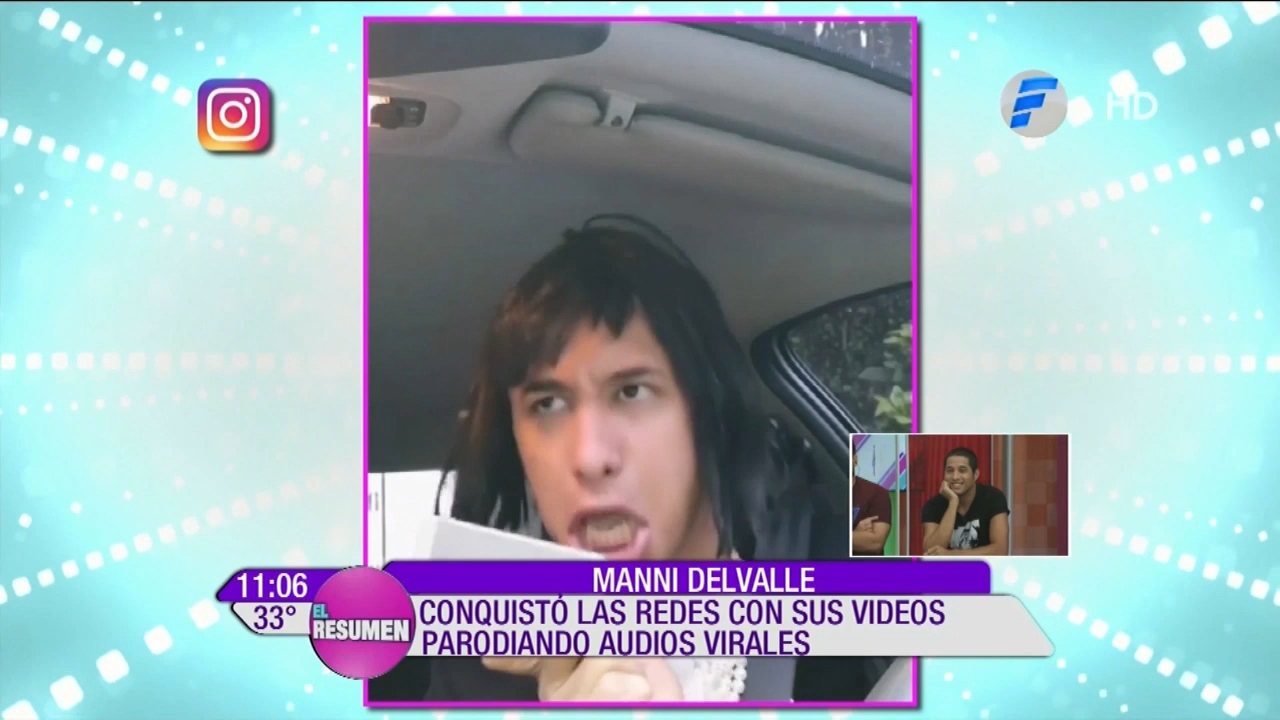 HD
MANNI DELVALLE
11:06
33°
EL
RESUMEN
CONQUISTÓ LAS REDES CON SUS VIDEOS
PARODIANDO AUDIOS VIRALES